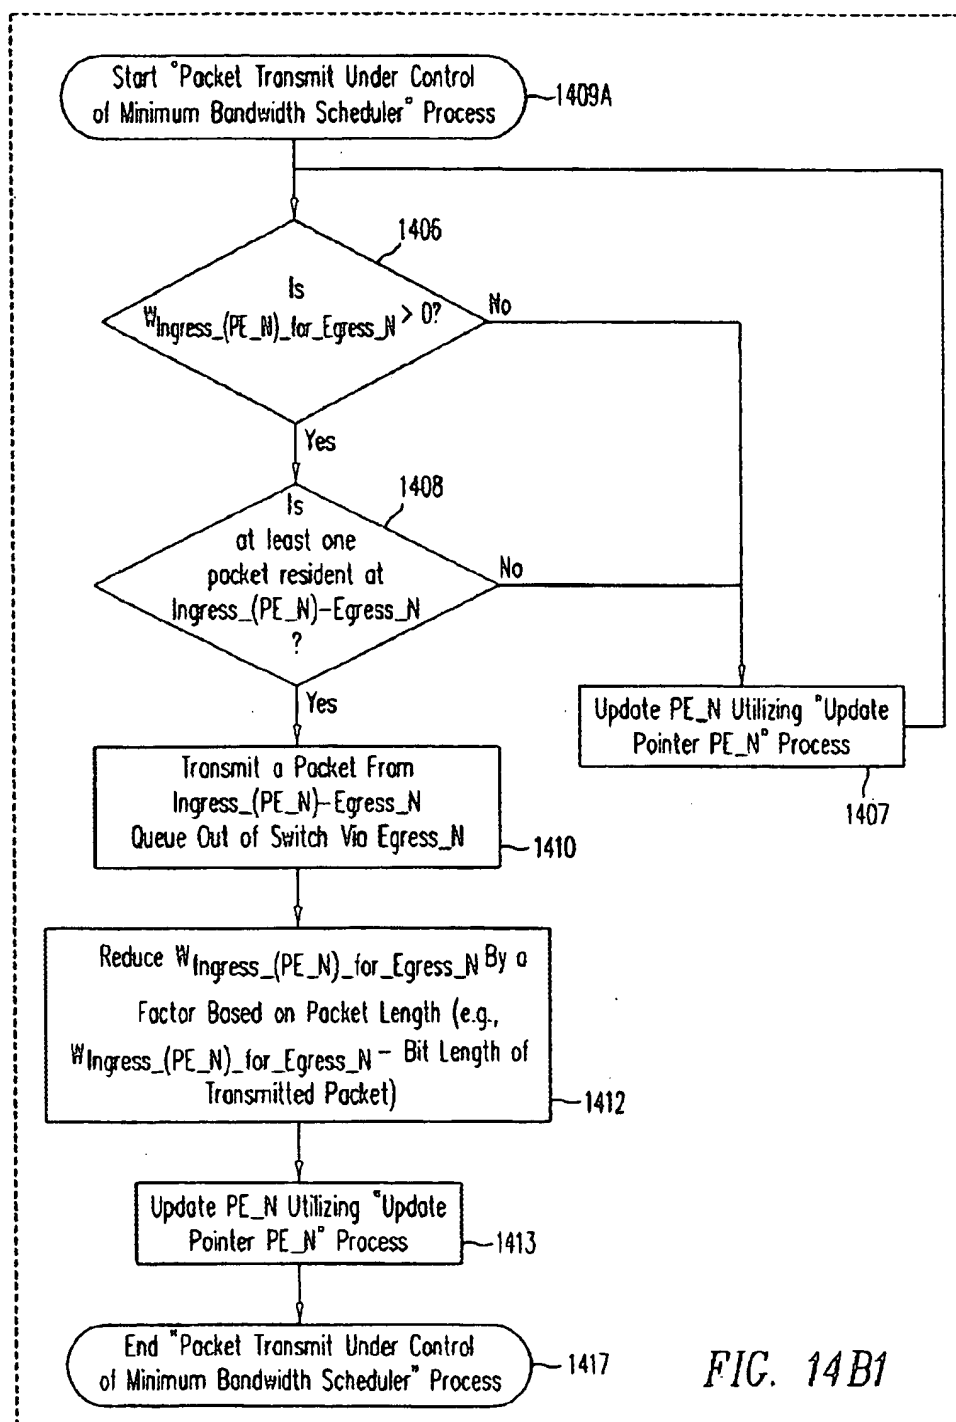 Start "Packet Transmit Under Control
of Minimum Bandwidth Scheduler" Process
1409A
1406
Is
WIngress_(PE_N)_for_Egress_N > 0?
No
Yes
1408
Is
at least one
packet resident at
Ingress_(PE_N)-Egress_N
?
No
Yes
Update PE_N Utilizing "Update
Pointer PE_N" Process
1407
Transmit a Packet From
Ingress_(PE_N)-Egress_N
Queue Out of Switch Via Egress_N
1410
Reduce WIngress_(PE_N)_for_Egress_N By a
Factor Based on Packet Length (e.g.,
WIngress_(PE_N)_for_Egress_N - Bit Length of
Transmitted Packet)
1412
Update PE_N Utilizing "Update
Pointer PE_N" Process
1413
End "Packet Transmit Under Control
of Minimum Bandwidth Scheduler" Process
1417
FIG. 14B1